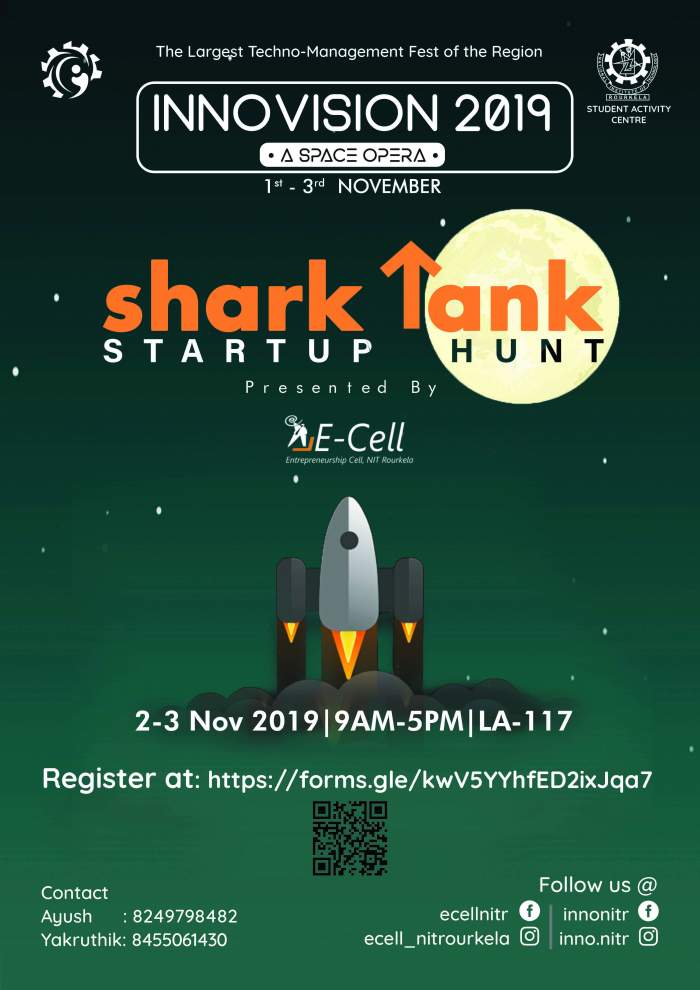 The Largest Techno-Management Fest of the Region
INNOVISION 2019
• A SPACE OPERA •
1st - 3rd NOVEMBER
ROURKELA
STUDENT ACTIVITY
CENTRE
shark Tank
STARTUP HUNT
Presented By
E-Cell
Entrepreneurship Cell, NIT Rourkela
2-3 Nov 2019|9AM-5PM|LA-117
Register at: https://forms.gle/kwV5YYhfED2ixJqa7
Contact
Ayush : 8249798482
Yakruthik: 8455061430
Follow us @
ecellnitr innonitr
ecell_nitrourkela inno.nitr